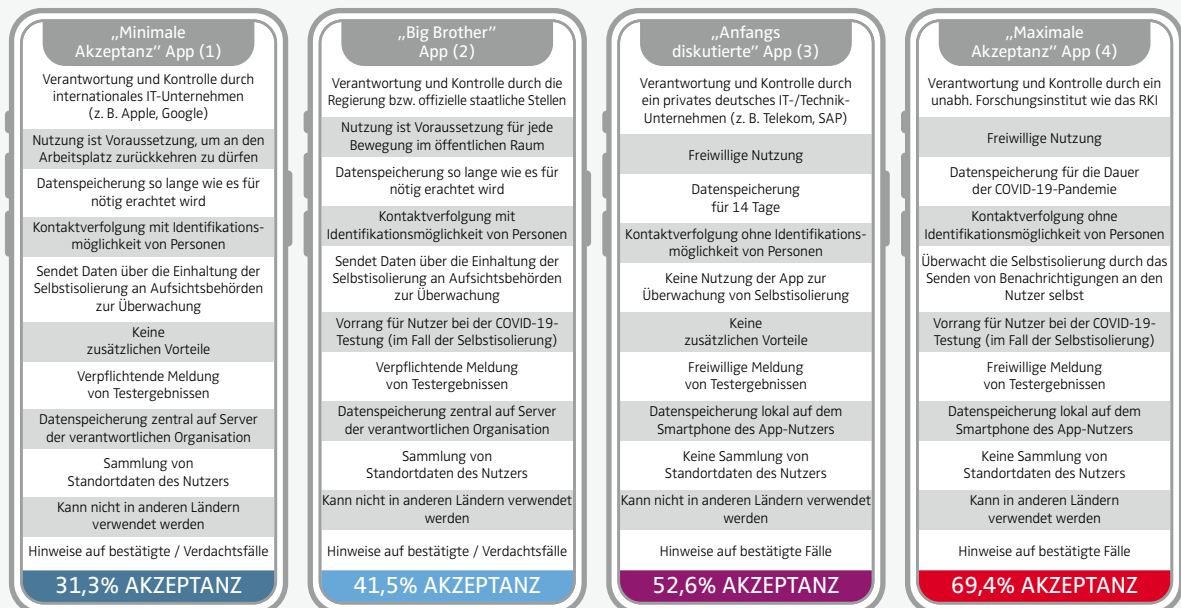 „Minimale
Akzeptanz” App (1)
Verantwortung und Kontrolle durch
internationales IT-Unternehmen
(z. B. Apple, Google)
Nutzung ist Voraussetzung, um an den
Arbeitsplatz zurückkehren zu dürfen
Datenspeicherung so lange wie es für
nötig erachtet wird
Kontaktverfolgung mit Identifikations-
möglichkeit von Personen
Sendet Daten über die Einhaltung der
Selbstisolierung an Aufsichtsbehörden
zur Überwachung
Keine
zusätzlichen Vorteile
Verpflichtende Meldung
von Testergebnissen
Datenspeicherung zentral auf Server
der verantwortlichen Organisation
Sammlung von
Standortdaten des Nutzers
Kann nicht in anderen Ländern
verwendet werden
Hinweise auf bestätigte / Verdachtsfälle
31,3% AKZEPTANZ
„Big Brother”
App (2)
Verantwortung und Kontrolle durch die
Regierung bzw. offizielle staatliche Stellen
Nutzung ist Voraussetzung für jede
Bewegung im öffentlichen Raum
Datenspeicherung so lange wie es für
nötig erachtet wird
Kontaktverfolgung mit
Identifikationsmöglichkeit von Personen
Sendet Daten über die Einhaltung der
Selbstisolierung an Aufsichtsbehörden
zur Überwachung
Vorrang für Nutzer bei der COVID-19-
Testung (im Fall der Selbstisolierung)
Verpflichtende Meldung
von Testergebnissen
Datenspeicherung zentral auf Server
der verantwortlichen Organisation
Sammlung von
Standortdaten des Nutzers
Kann nicht in anderen Ländern verwendet
werden
Hinweise auf bestätigte / Verdachtsfälle
41,5% AKZEPTANZ
„Anfangs
diskutierte” App (3)
Verantwortung und Kontrolle durch
ein privates deutsches IT-/Technik-
Unternehmen (z. B. Telekom, SAP)
Freiwillige Nutzung
Datenspeicherung
für 14 Tage
Kontaktverfolgung ohne Identifikations-
möglichkeit von Personen
Keine Nutzung der App zur
Überwachung von Selbstisolierung
Keine
zusätzlichen Vorteile
Freiwillige Meldung
von Testergebnissen
Datenspeicherung lokal auf dem
Smartphone des App-Nutzers
Keine Sammlung von
Standortdaten des Nutzers
Kann nicht in anderen Ländern verwendet
werden
Hinweise auf bestätigte Fälle
52,6% AKZEPTANZ
„Maximale
Akzeptanz” App (4)
Verantwortung und Kontrolle durch ein
unabh. Forschungsinstitut wie das RKI
Freiwillige Nutzung
Datenspeicherung für die Dauer
der COVID-19-Pandemie
Kontaktverfolgung ohne
Identifikationsmöglichkeit von Personen
Überwacht die Selbstisolierung durch das
Senden von Benachrichtigungen an den
Nutzer selbst
Vorrang für Nutzer bei der COVID-19-
Testung (im Fall der Selbstisolierung)
Freiwillige Meldung
von Testergebnissen
Datenspeicherung lokal auf dem
Smartphone des App-Nutzers
Keine Sammlung von
Standortdaten des Nutzers
Kann in anderen Ländern
verwendet werden
Hinweise auf bestätigte Fälle
69,4% AKZEPTANZ